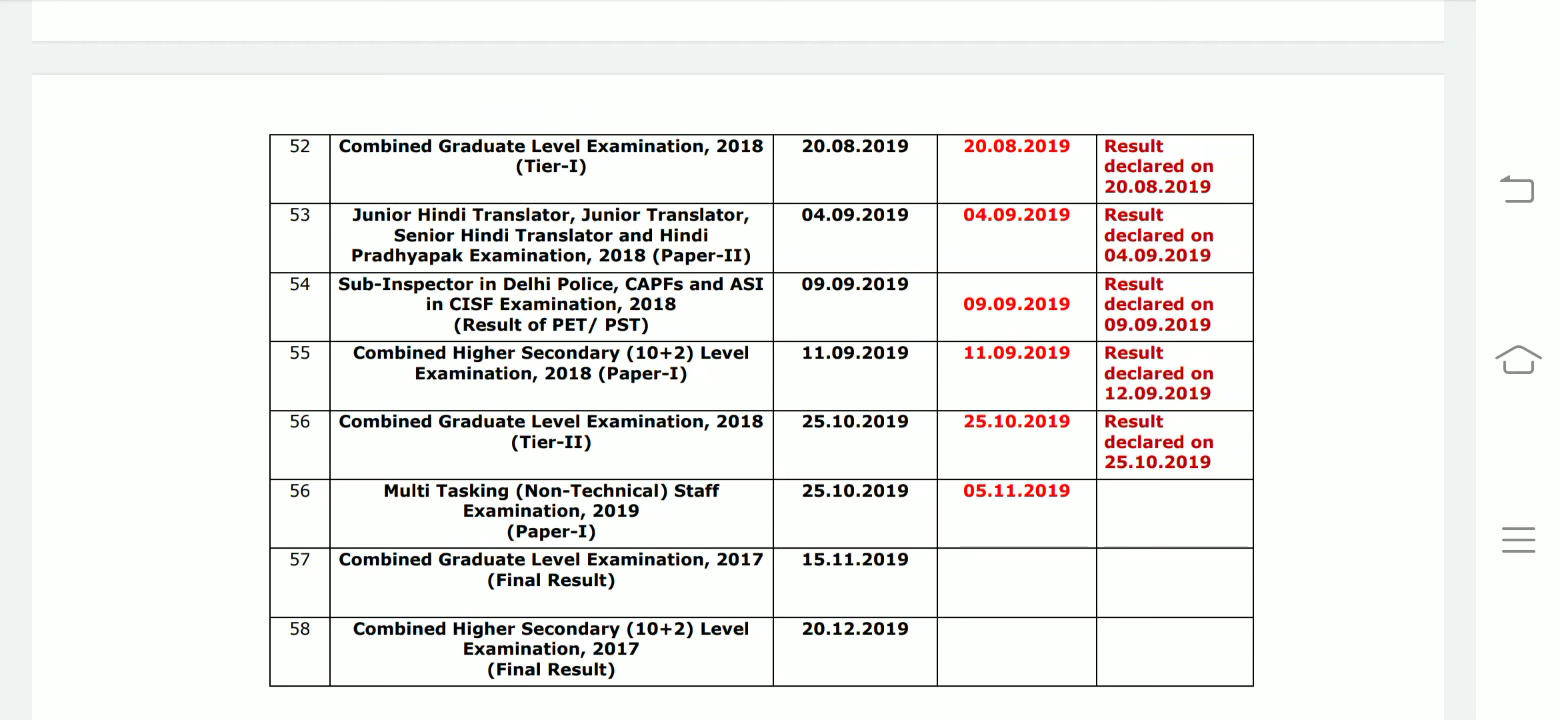 52 Combined Graduate Level Examination, 2018 20.08.2019 20.08.2019 Result
(Tier-I) declared on
20.08.2019
53 Junior Hindi Translator, Junior Translator, 04.09.2019 04.09.2019 Result
Senior Hindi Translator and Hindi declared on
Pradhyapak Examination, 2018 (Paper-II) 04.09.2019
54 Sub-Inspector in Delhi Police, CAPFs and ASI 09.09.2019 Result
in CISF Examination, 2018 09.09.2019 declared on
(Result of PET/ PST) 09.09.2019
55 Combined Higher Secondary (10+2) Level 11.09.2019 11.09.2019 Result
Examination, 2018 (Paper-I) declared on
12.09.2019
56 Combined Graduate Level Examination, 2018 25.10.2019 25.10.2019 Result
(Tier-II) declared on
25.10.2019
56 Multi Tasking (Non-Technical) Staff 25.10.2019 05.11.2019
Examination, 2019
(Paper-I)
57 Combined Graduate Level Examination, 2017 15.11.2019
(Final Result)
58 Combined Higher Secondary (10+2) Level 20.12.2019
Examination, 2017
(Final Result)